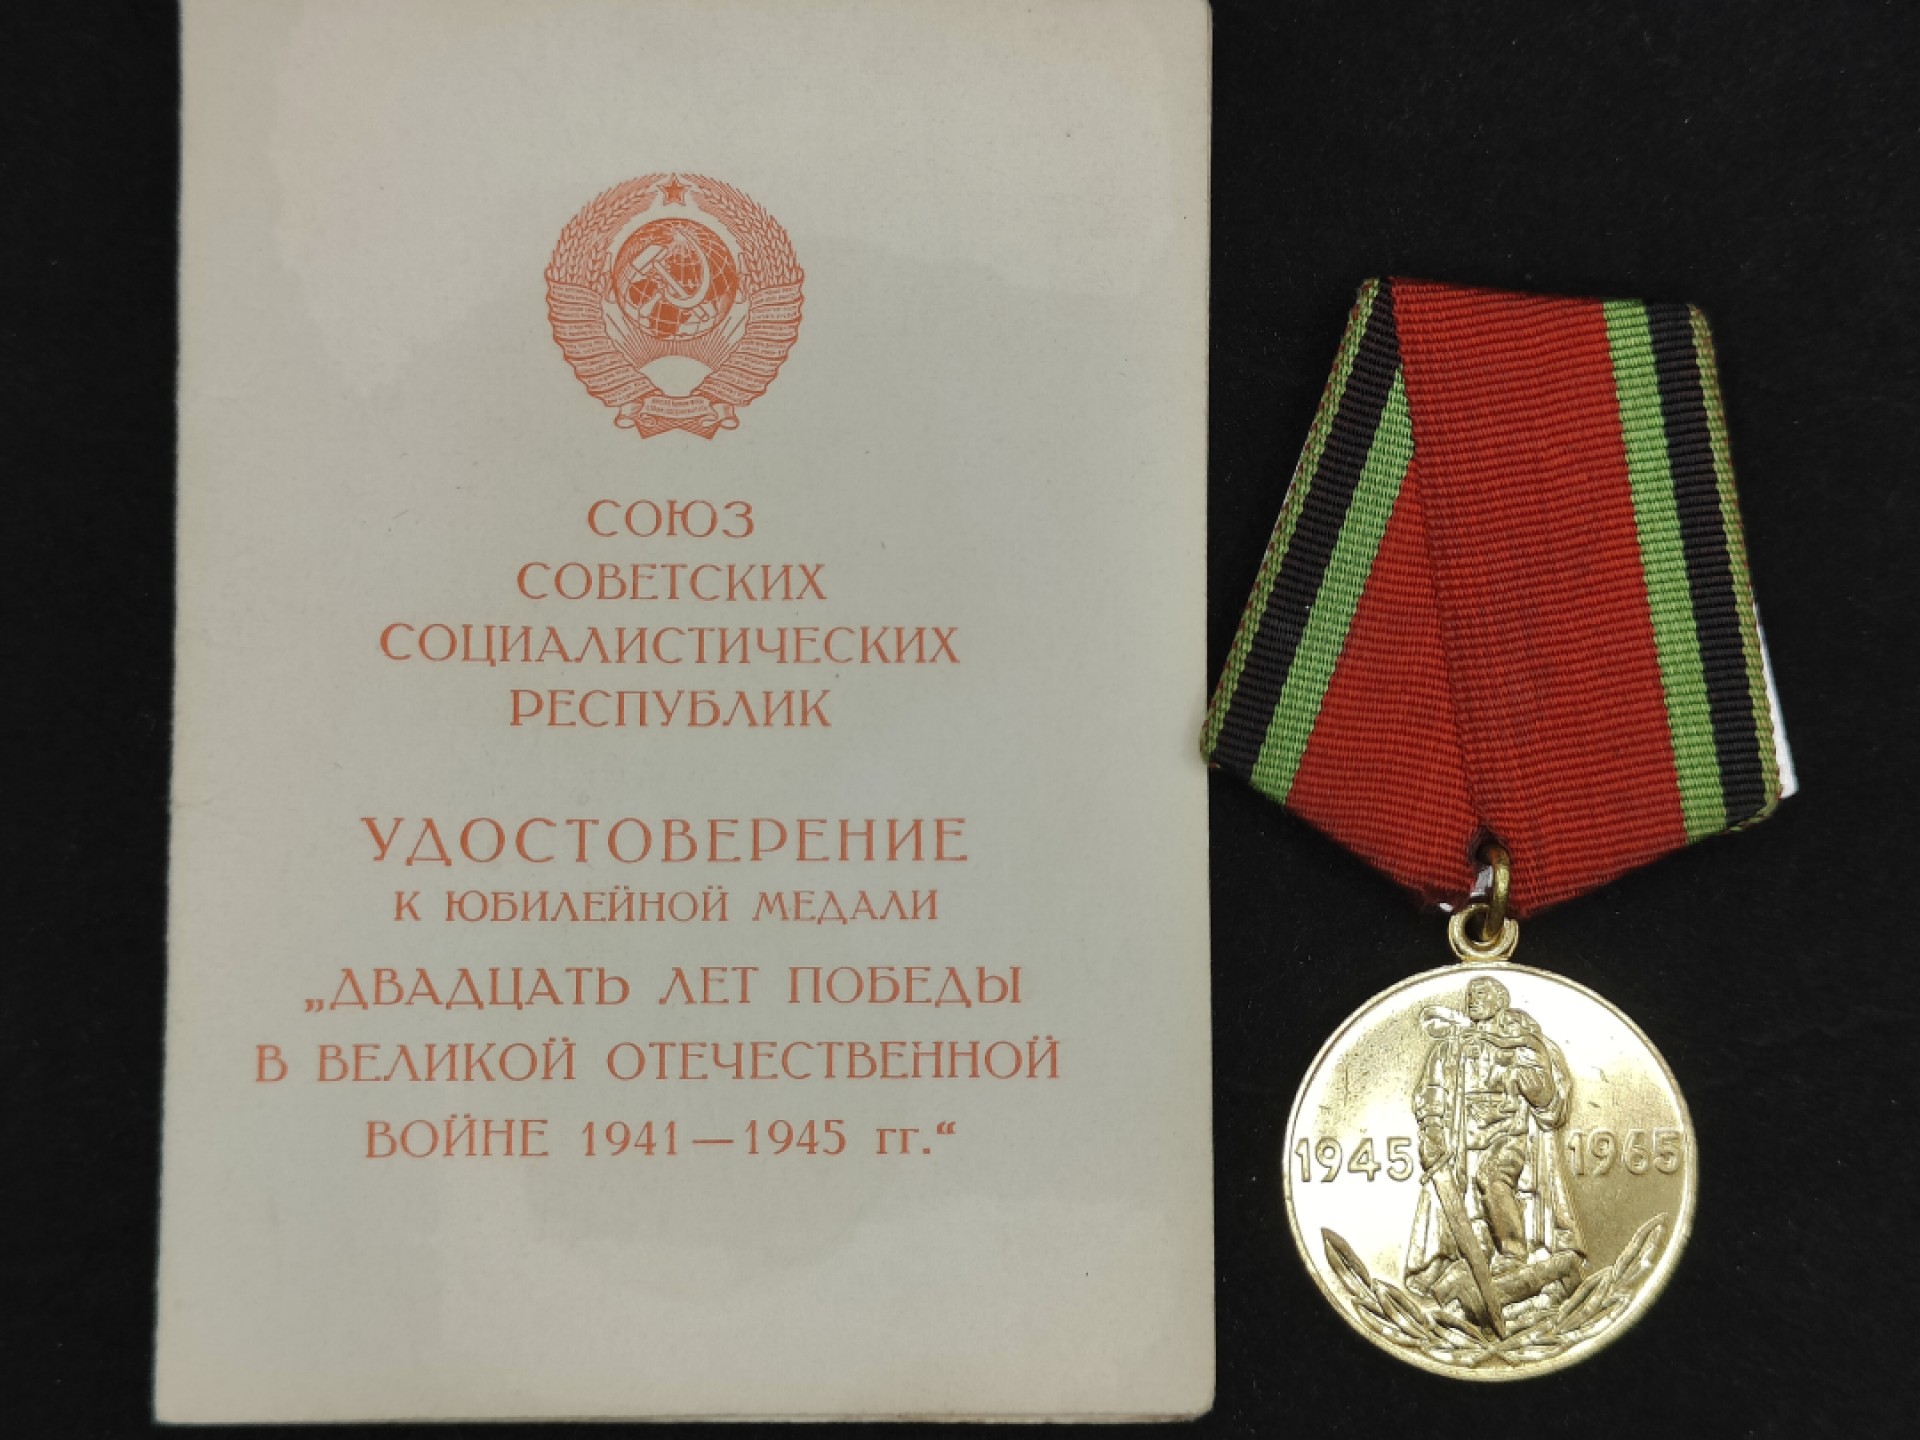 СОЮЗ
СОВЕТСКИХ
СОЦИАЛИСТИЧЕСКИХ
РЕСПУБЛИК
УДОСТОВЕРЕНИЕ
К ЮБИЛЕЙНОЙ МЕДАЛИ
„ДВАДЦАТЬ ЛЕТ ПОБЕДЫ
В ВЕЛИКОЙ ОТЕЧЕСТВЕННОЙ
ВОЙНЕ 1941—1945 гг.“
1945 1965